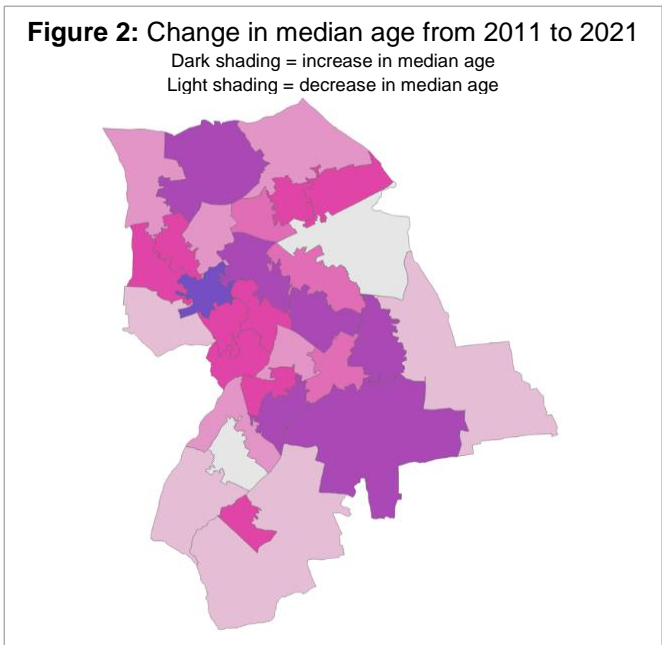 Figure 2: Change in median age from 2011 to 2021
Dark shading = increase in median age
Light shading = decrease in median age